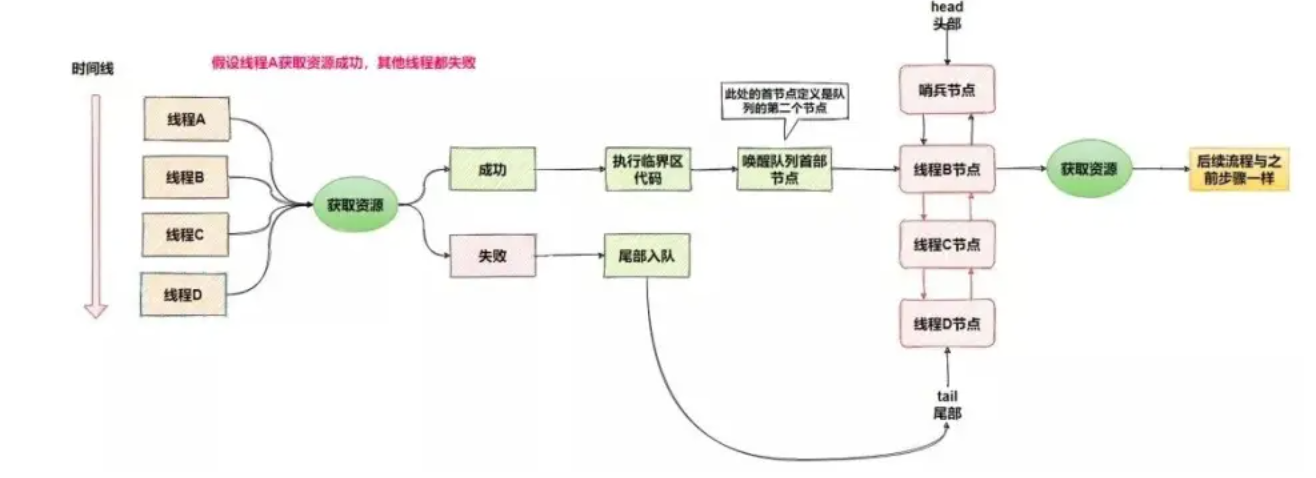 head
头部
时间线
假设线程A获取资源成功，其他线程都失败
线程A
线程B
线程C
线程D
获取资源
成功
失败
执行临界区
代码
尾部入队
此处的首节点定义是队
列的第二个节点
唤醒队列首部
节点
哨兵节点
线程B节点
线程C节点
线程D节点
tail
尾部
获取资源
后续流程与之
前步骤一样